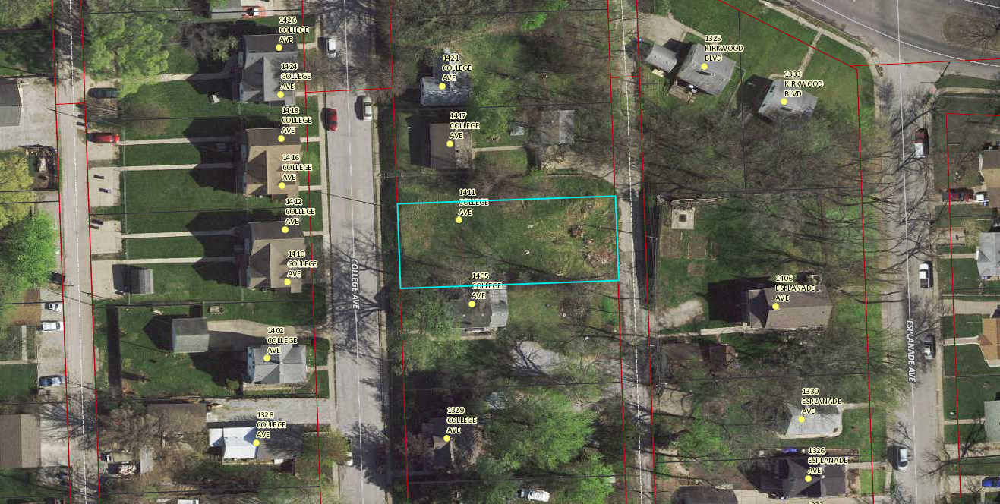 1426
COLLEGE
AVE
1424
COLLEGE
AVE
1418
COLLEGE
AVE
1416
COLLEGE
AVE
1412
COLLEGE
AVE
1410
COLLEGE
AVE
1402
COLLEGE
AVE
1328
COLLEGE
AVE
COLLEGE AVE
1421
COLLEGE
AVE
1417
COLLEGE
AVE
1411
COLLEGE
AVE
1405
COLLEGE
AVE
1329
COLLEGE
AVE
1325
KIRKWOOD
BLVD
1333
KIRKWOOD
BLVD
1406
ESPLANADE
AVE
1330
ESPLANADE
AVE
1326
ESPLANADE
AVE
ESPLANADE AVE